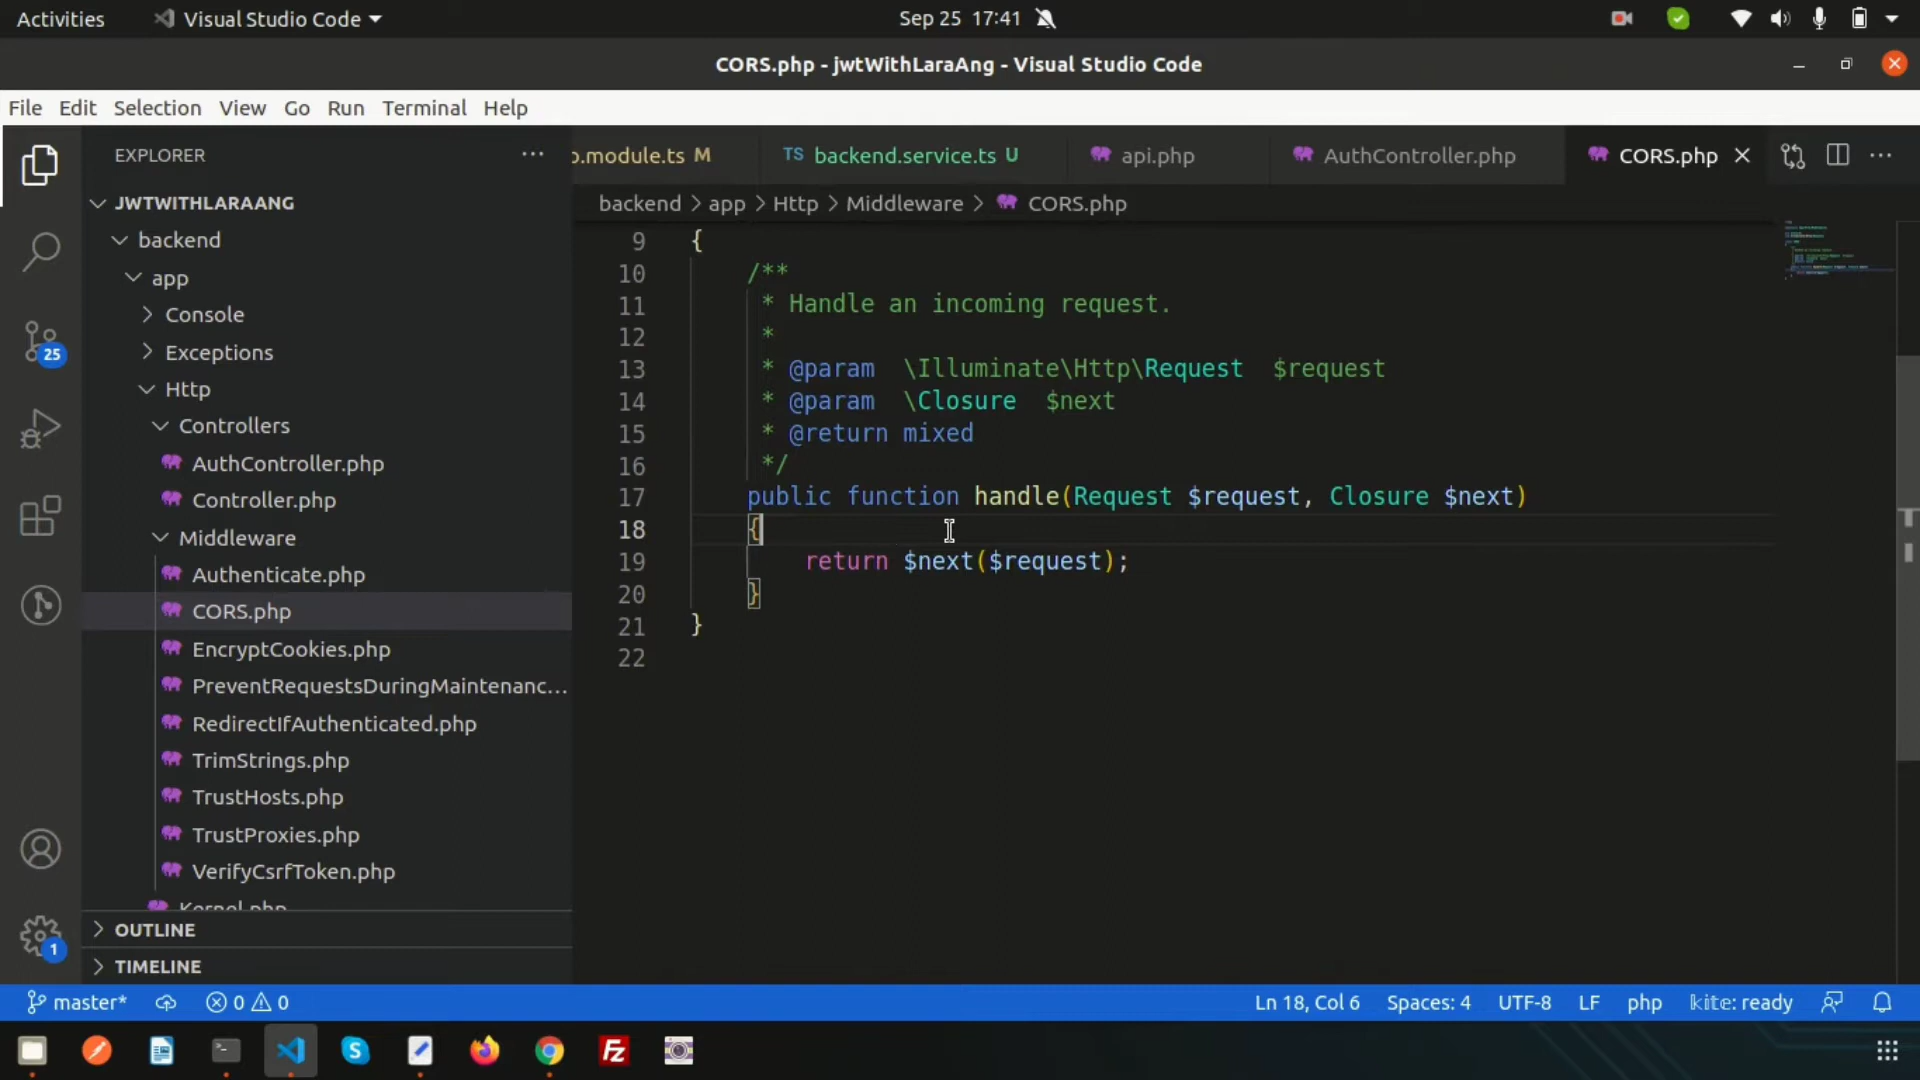 Activities
Visual Studio Code
Sep 25 17:41
CORS.php - jwtWithLaraAng - Visual Studio Code
File Edit Selection View Go Run Terminal Help
EXPLORER
JWTWITHLARAANG
backend
app
Console
Exceptions
Http
Controllers
AuthController.php
Controller.php
Middleware
Authenticate.php
CORS.php
EncryptCookies.php
PreventRequestsDuringMaintenanc...
RedirectIfAuthenticated.php
TrimStrings.php
TrustHosts.php
TrustProxies.php
VerifyCsrfToken.php
Kernel.php
OUTLINE
TIMELINE
25
1
p.module.ts M
TS backend.service.ts U
api.php
AuthController.php
CORS.php
backend > app > Http > Middleware > CORS.php
9 {
10 /**
11 * Handle an incoming request.
12 *
13 * @param \Illuminate\Http\Request $request
14 * @param \Closure $next
15 * @return mixed
16 */
17 public function handle(Request $request, Closure $next)
18 {
19 return $next($request);
20 }
21 }
22
master* 0 0
Ln 18, Col 6 Spaces: 4 UTF-8 LF php kite: ready